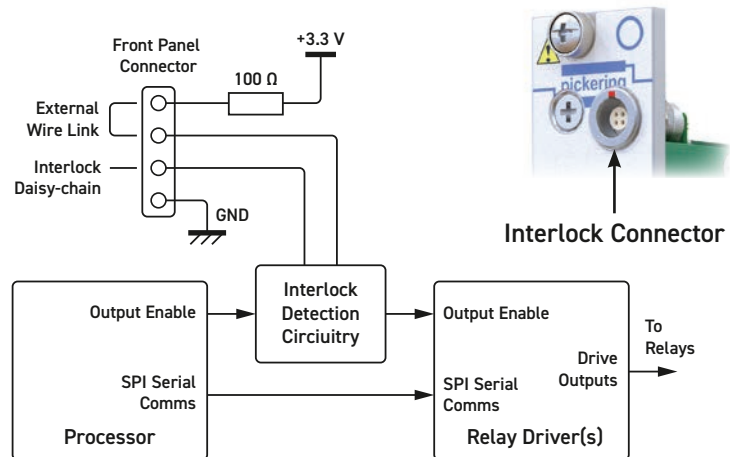 Front Panel
Connector
+3.3 V
100 Ω
External
Wire Link
Interlock
Daisy-chain
GND
pickering
Interlock Connector
Output Enable
SPI Serial
Comms
Processor
Interlock
Detection
Circiuitry
Output Enable
SPI Serial
Comms
Drive
Outputs
Relay Driver(s)
To
Relays